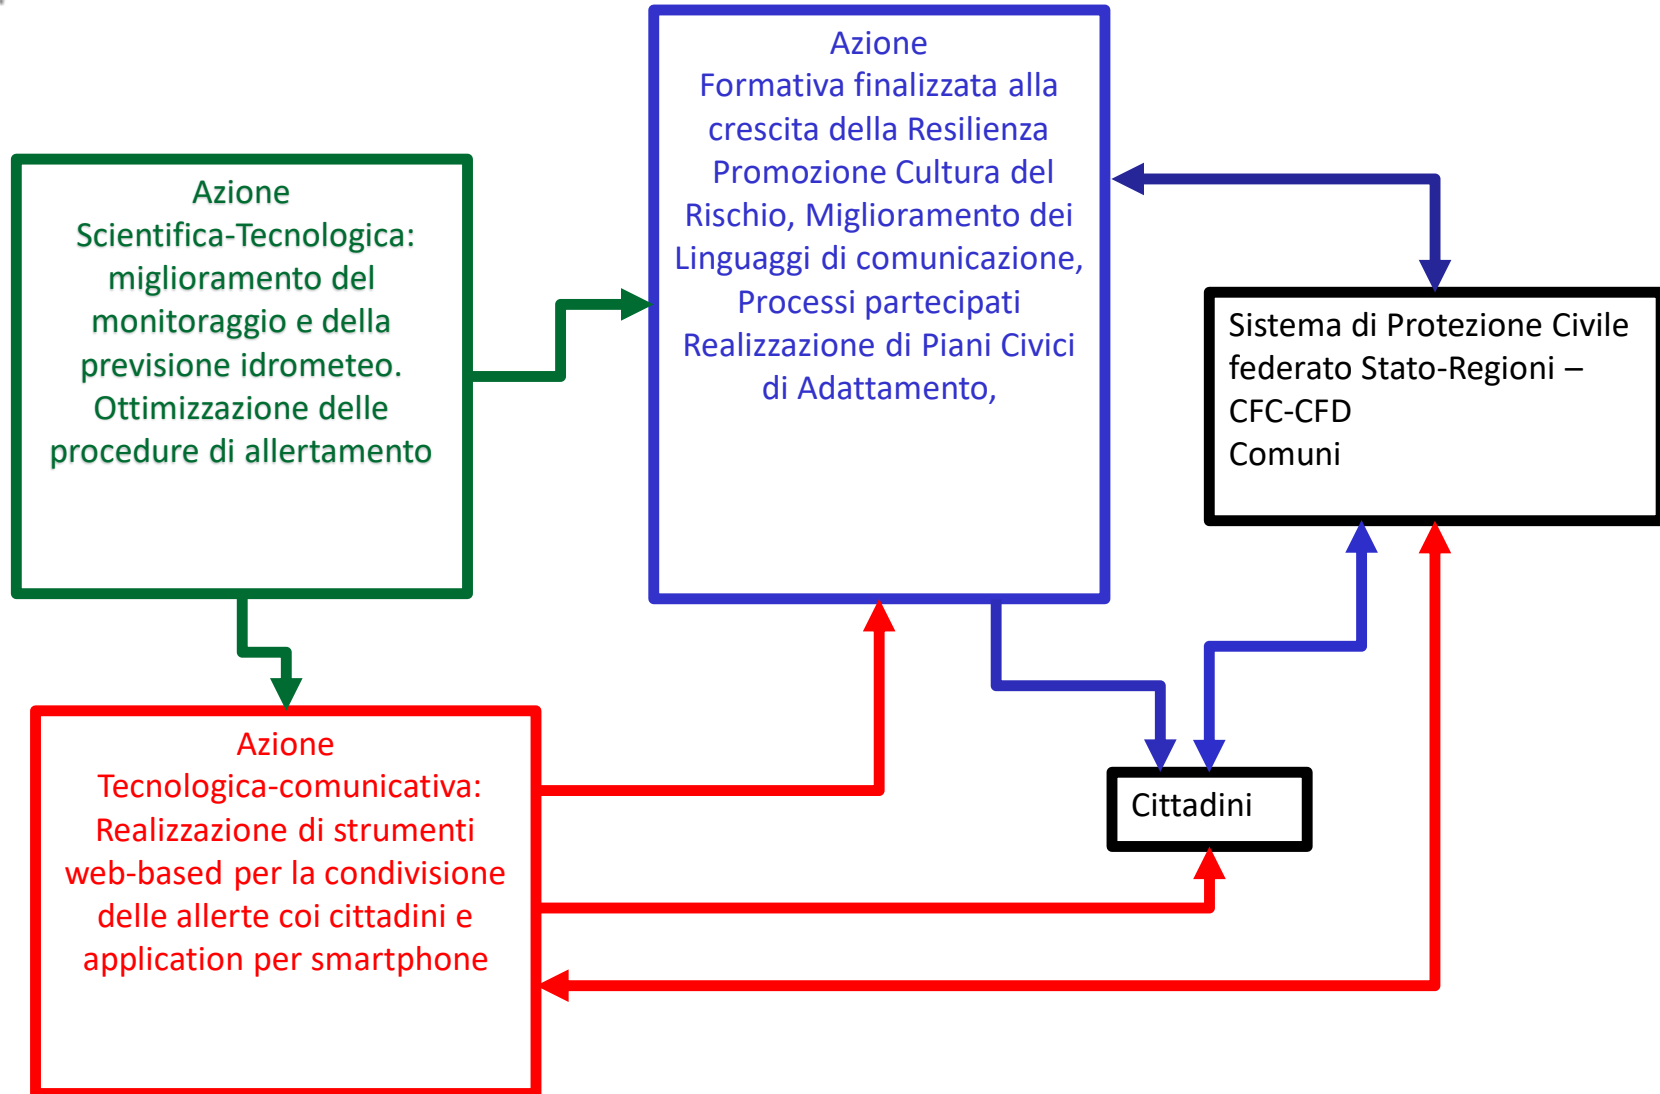 Azione
Scientifica-Tecnologica:
miglioramento del
monitoraggio e della
previsione idrometeo.
Ottimizzazione delle
procedure di allertamento
Azione
Formativa finalizzata alla
crescita della Resilienza
Promozione Cultura del
Rischio, Miglioramento dei
Linguaggi di comunicazione,
Processi partecipati
Realizzazione di Piani Civici
di Adattamento,
Sistema di Protezione Civile
federato Stato-Regioni –
CFC-CFD
Comuni
Azione
Tecnologica-comunicativa:
Realizzazione di strumenti
web-based per la condivisione
delle allerte coi cittadini e
application per smartphone
Cittadini